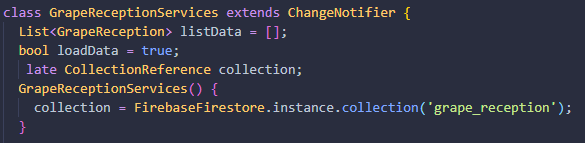 class GrapeReceptionServices extends ChangeNotifier {
  List<GrapeReception> listData = [];
  bool loadData = true;
   late CollectionReference collection;
  GrapeReceptionServices() {
    collection = FirebaseFirestore.instance.collection('grape_reception');
  }